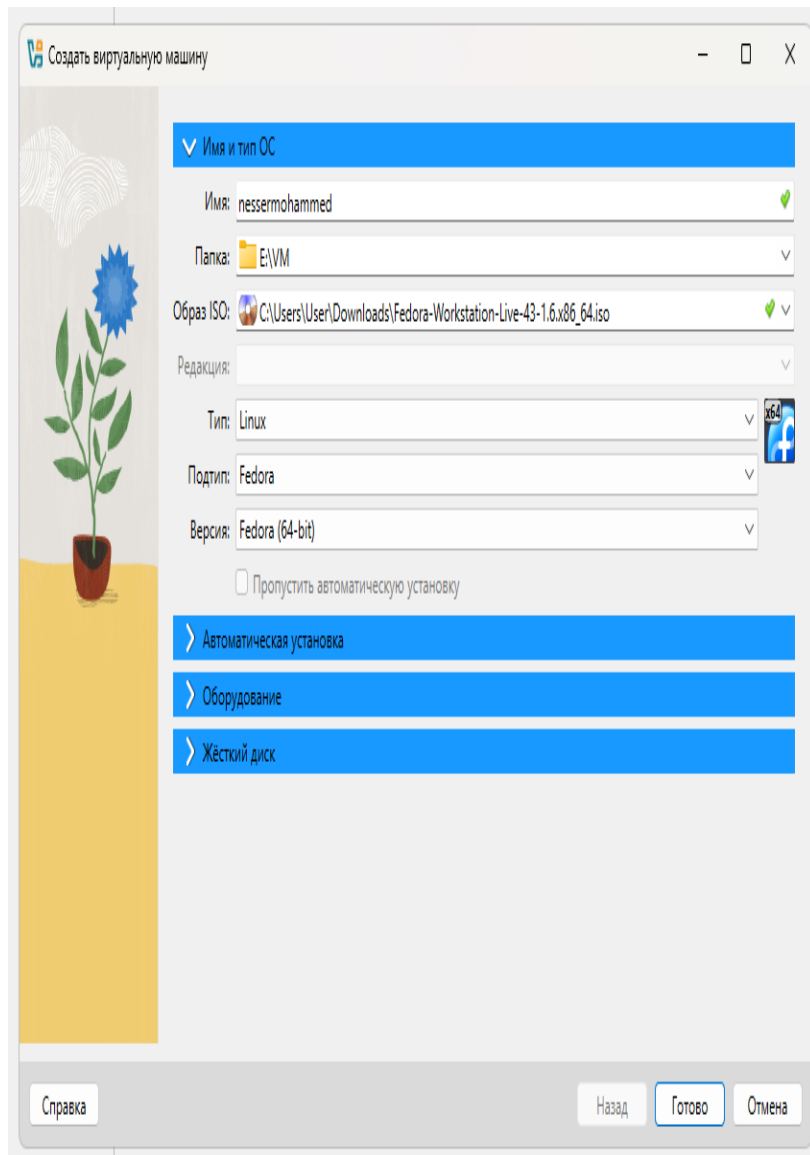 Создать виртуальную машину
Имя и тип ОС
Имя: nessermohammed
Папка: E:\VM
Образ ISO: C:\Users\User\Downloads\Fedora-Workstation-Live-43-1.6.x86_64.iso
Редакция:
Тип: Linux
x64
Подтип: Fedora
Версия: Fedora (64-bit)
Пропустить автоматическую установку
Автоматическая установка
Оборудование
Жёсткий диск
Справка Назад Готово Отмена